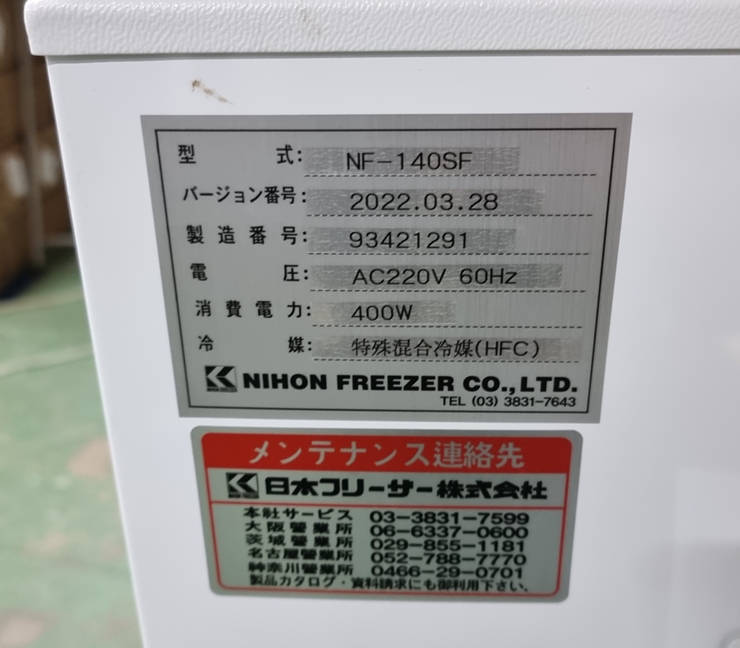 型 式: NF-140SF
バージョン番号: 2022.03.28
製造番号: 93421291
電 圧: AC220V 60Hz
消費電力: 400W
冷 媒: 特殊混合冷媒(HFC)
NIHON FREEZER CO.,LTD.
TEL (03) 3831-7643
メンテナンス連絡先
日本フリーザー株式会社
本社サービス 03-3831-7599
大阪営業所 06-6337-0600
茨城営業所 029-855-1181
名古屋営業所 052-788-7770
神奈川営業所 0466-29-0701
製品カタログ・資料請求にも御利用下さい。